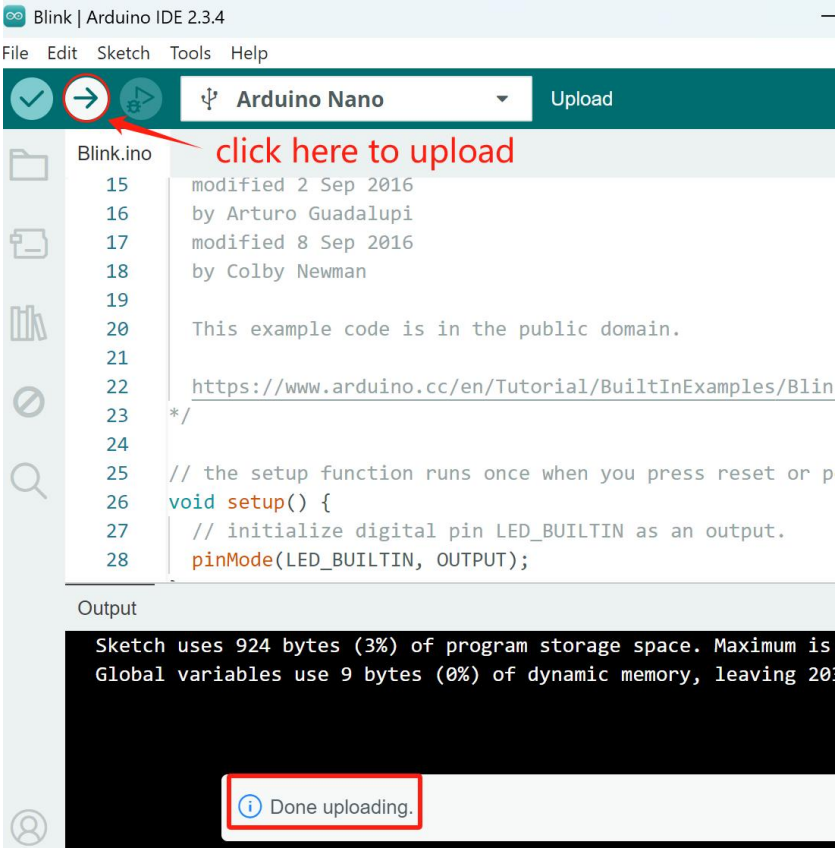 Blink | Arduino IDE 2.3.4
File Edit Sketch Tools Help
Arduino Nano
Upload
click here to upload
Blink.ino
15 modified 2 Sep 2016
16 by Arturo Guadalupi
17 modified 8 Sep 2016
18 by Colby Newman
19
20 This example code is in the public domain.
21
22 https://www.arduino.cc/en/Tutorial/BuiltInExamples/Blin
23 */
24
25 // the setup function runs once when you press reset or p
26 void setup() {
27 // initialize digital pin LED_BUILTIN as an output.
28 pinMode(LED_BUILTIN, OUTPUT);
Output
Sketch uses 924 bytes (3%) of program storage space. Maximum is
Global variables use 9 bytes (0%) of dynamic memory, leaving 20
Done uploading.